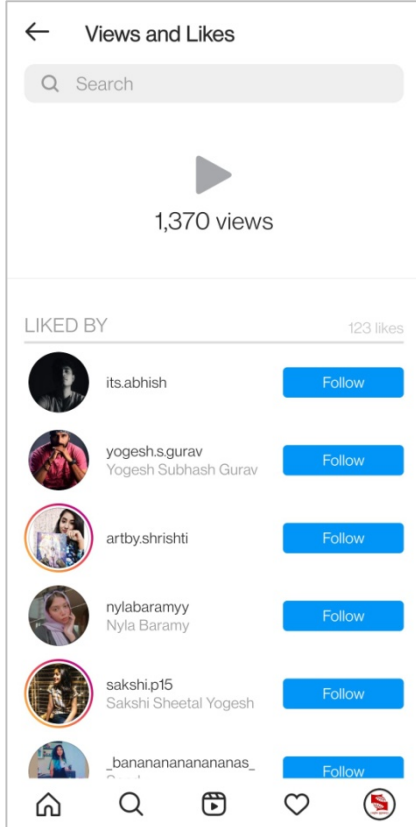 Views and Likes
Search
1,370 views
LIKED BY 123 likes
its.abhish Follow
yogesh.s.gurav
Yogesh Subhash Gurav
Follow
artby.shrishti Follow
nylabaramyy
Nyla Baramy
Follow
sakshi.p15
Sakshi Sheetal Yogesh
Follow
_banananananananas_
Follow